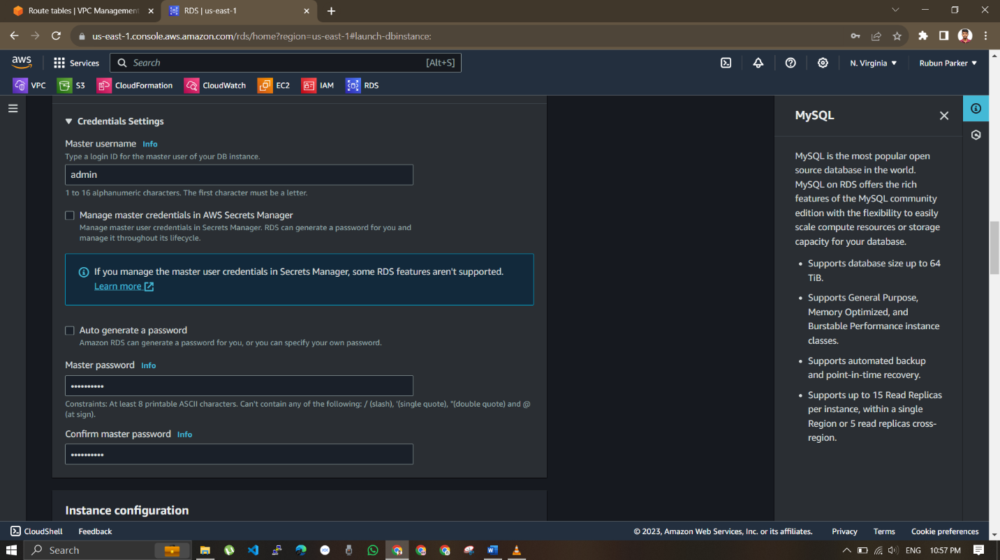 Route tables | VPC Management
RDS | us-east-1
us-east-1.console.aws.amazon.com/rds/home?region=us-east-1#launch-dbinstance:
aws
Services
Search
[Alt+S]
N. Virginia
Rubun Parker
VPC
S3
CloudFormation
CloudWatch
EC2
IAM
RDS
Credentials Settings
Master username Info
Type a login ID for the master user of your DB instance.
admin
1 to 16 alphanumeric characters. The first character must be a letter.
Manage master credentials in AWS Secrets Manager
Manage master user credentials in Secrets Manager. RDS can generate a password for you and
manage it throughout its lifecycle.
If you manage the master user credentials in Secrets Manager, some RDS features aren't supported.
Learn more
Auto generate a password
Amazon RDS can generate a password for you, or you can specify your own password.
Master password Info
••••••••••
Constraints: At least 8 printable ASCII characters. Can't contain any of the following: / (slash), '(single quote), "(double quote) and @
(at sign).
Confirm master password Info
••••••••••
Instance configuration
MySQL
MySQL is the most popular open
source database in the world.
MySQL on RDS offers the rich
features of the MySQL community
edition with the flexibility to easily
scale compute resources or storage
capacity for your database.
• Supports database size up to 64
TiB.
• Supports General Purpose,
Memory Optimized, and
Burstable Performance instance
classes.
• Supports automated backup
and point-in-time recovery.
• Supports up to 15 Read Replicas
per instance, within a single
Region or 5 read replicas cross-
region.
CloudShell
Feedback
© 2023, Amazon Web Services, Inc. or its affiliates.
Privacy
Terms
Cookie preferences
Search
ENG
10:57 PM